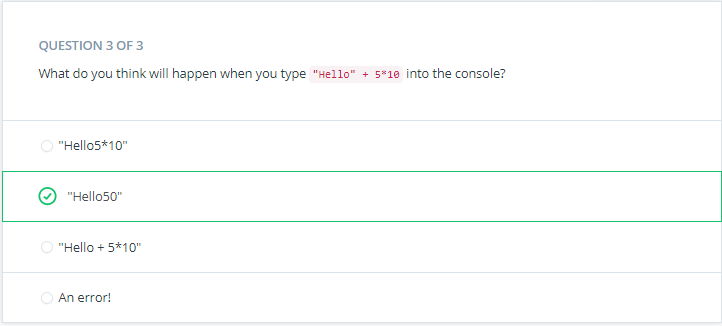 QUESTION 3 OF 3
What do you think will happen when you type "Hello" + 5*10 into the console?
"Hello5*10"
"Hello50"
"Hello + 5*10"
An error!